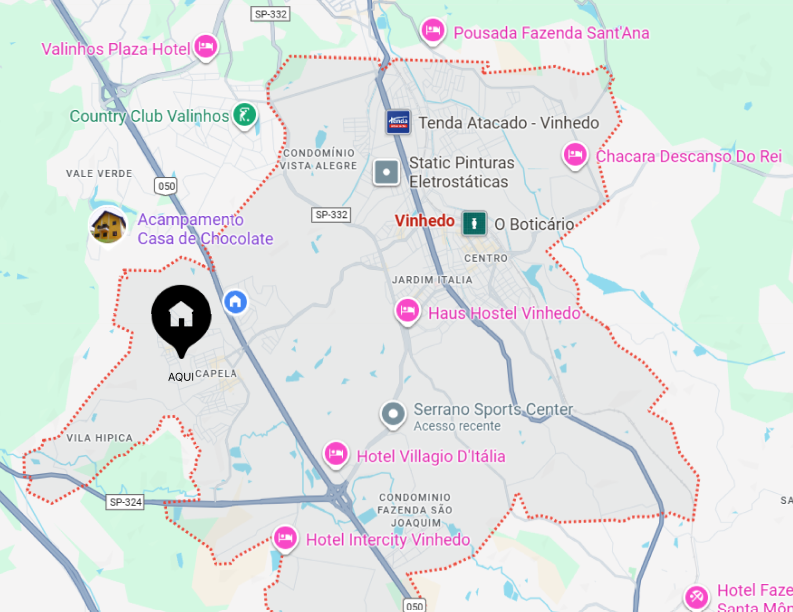 SP-332
Pousada Fazenda Sant'Ana
Valinhos Plaza Hotel
Country Club Valinhos
Tenda
Tenda Atacado - Vinhedo
CONDOMÍNIO
VISTA ALEGRE
Static Pinturas
Eletrostáticas
Chacara Descanso Do Rei
VALE VERDE
050
Acampamento
Casa de Chocolate
SP-332
Vinhedo
O Boticário
CENTRO
JARDIM ITALIA
Haus Hostel Vinhedo
AQUI
CAPELA
Serrano Sports Center
Acesso recente
VILA HIPICA
Hotel Villagio D'Itália
SP-324
CONDOMINIO
FAZENDA SÃO
JOAQUIM
SA
Hotel Intercity Vinhedo
050
Hotel Faze
Santa Môn